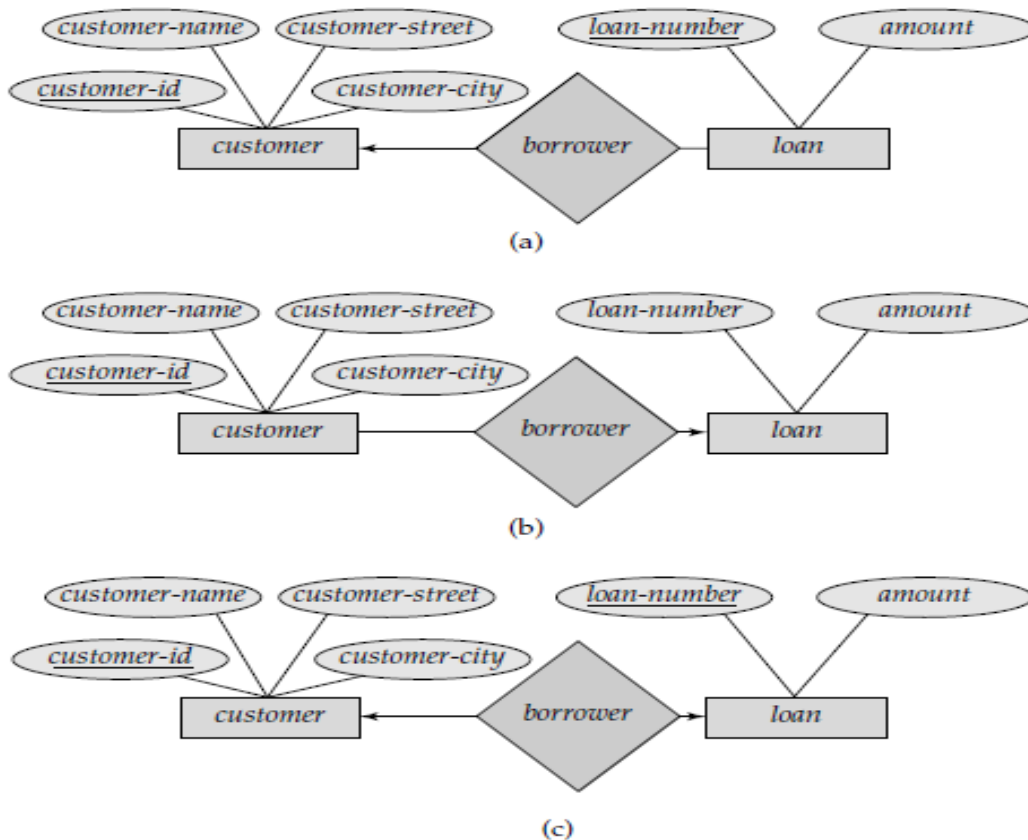 customer-name customer-street loan-number amount
customer-id customer-city
customer borrower loan
(a)
customer-name customer-street loan-number amount
customer-id customer-city
customer borrower loan
(b)
customer-name customer-street loan-number amount
customer-id customer-city
customer borrower loan
(c)